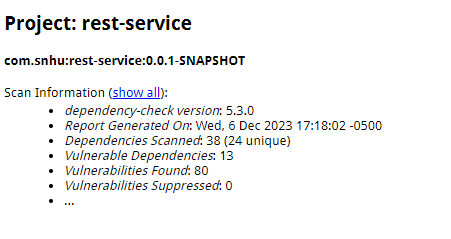 Project: rest-service
com.snhu:rest-service:0.0.1-SNAPSHOT
Scan Information (show all):
• dependency-check version: 5.3.0
• Report Generated On: Wed, 6 Dec 2023 17:18:02 -0500
• Dependencies Scanned: 38 (24 unique)
• Vulnerable Dependencies: 13
• Vulnerabilities Found: 80
• Vulnerabilities Suppressed: 0
• ...